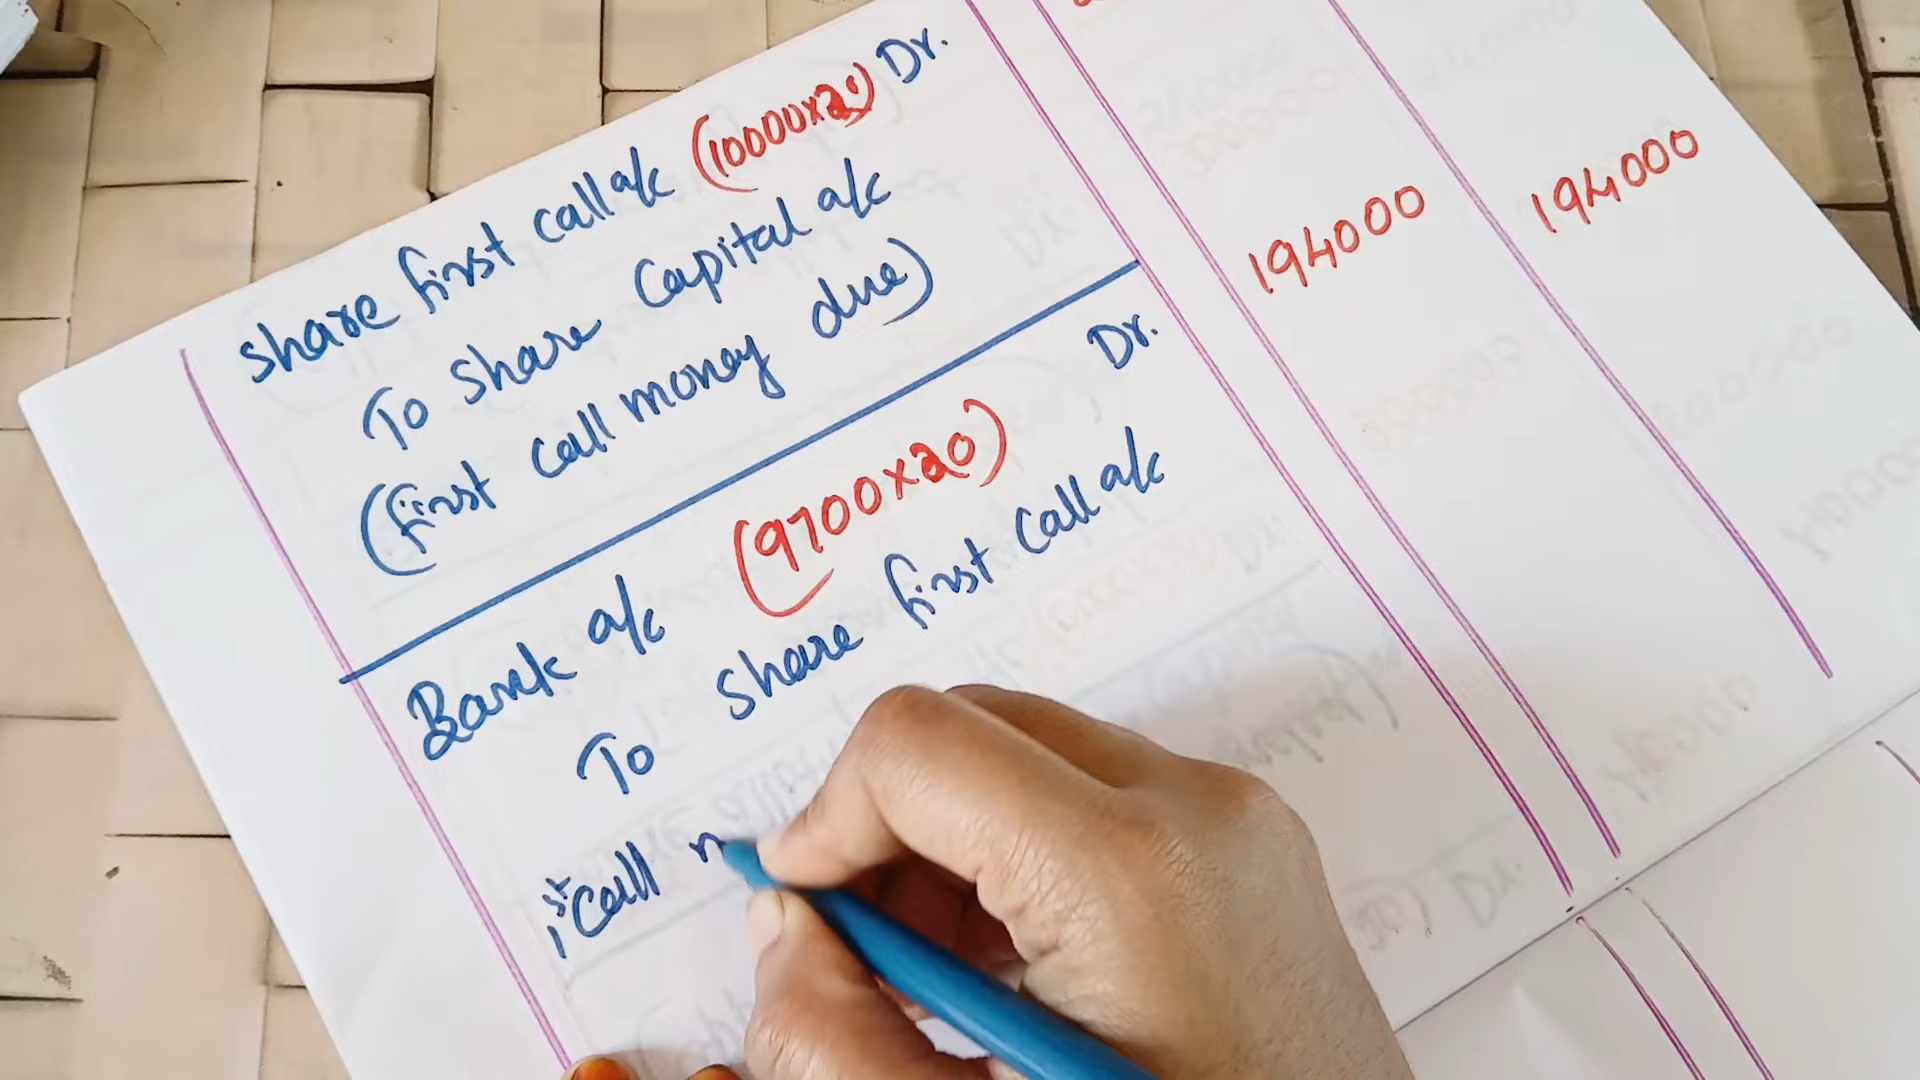 Share first call a/c (10000x20) Dr.
To Share Capital a/c
(first call money due)
Bank a/c (9700x20) Dr. 194000
To Share first call a/c 194000
1st call